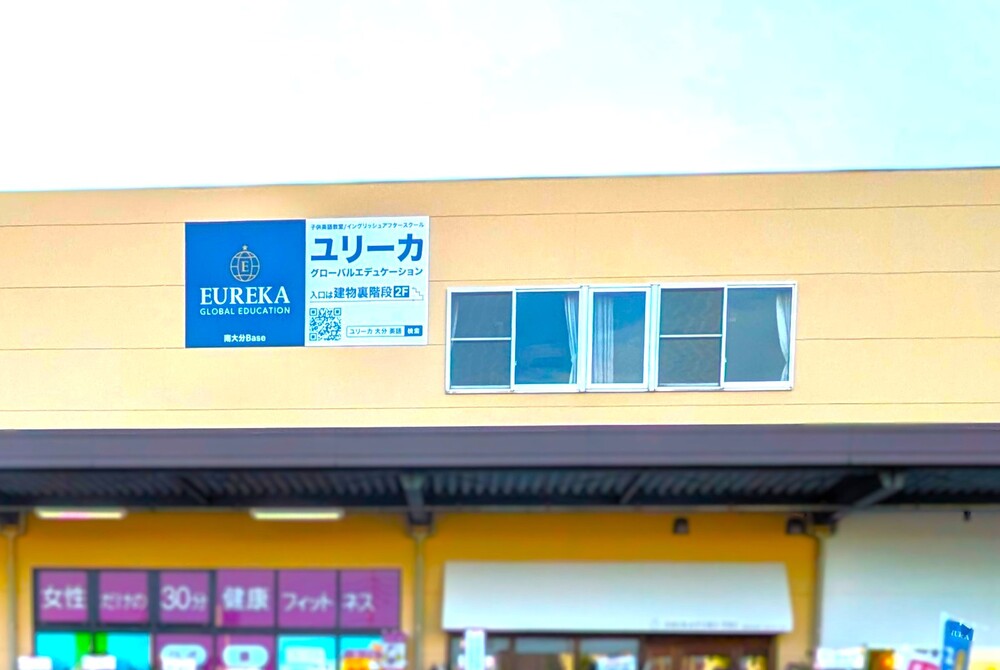 E
EUREKA
GLOBAL EDUCATION
南大分Base
子供英語教室/イングリッシュアフタースクール
ユリーカ
グローバルエデュケーション
入口は建物裏階段2F
ユリーカ 大分 英語 検索
女性だけの30分健康フィットネス